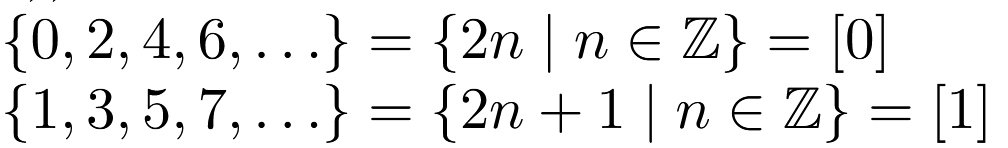 {0, 2, 4, 6, . . .} = {2n | n ∈ ℤ} = [0]
{1, 3, 5, 7, . . .} = {2n + 1 | n ∈ ℤ} = [1]